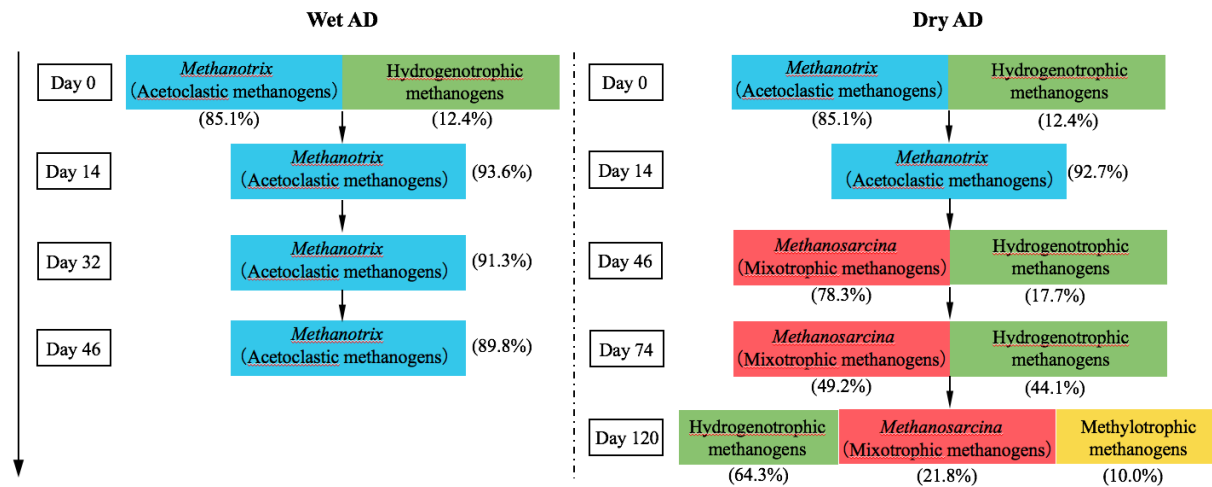 Wet AD
Day 0
Methanotrix
(Acetoclastic methanogens)
(85.1%)
Hydrogenotrophic
methanogens
(12.4%)
Day 14
Methanotrix
(Acetoclastic methanogens)
(93.6%)
Day 32
Methanotrix
(Acetoclastic methanogens)
(91.3%)
Day 46
Methanotrix
(Acetoclastic methanogens)
(89.8%)
Dry AD
Day 0
Methanotrix
(Acetoclastic methanogens)
(85.1%)
Hydrogenotrophic
methanogens
(12.4%)
Day 14
Methanotrix
(Acetoclastic methanogens)
(92.7%)
Day 46
Methanosarcina
(Mixotrophic methanogens)
(78.3%)
Hydrogenotrophic
methanogens
(17.7%)
Day 74
Methanosarcina
(Mixotrophic methanogens)
(49.2%)
Hydrogenotrophic
methanogens
(44.1%)
Day 120
Hydrogenotrophic
methanogens
(64.3%)
Methanosarcina
(Mixotrophic methanogens)
(21.8%)
Methylotrophic
methanogens
(10.0%)